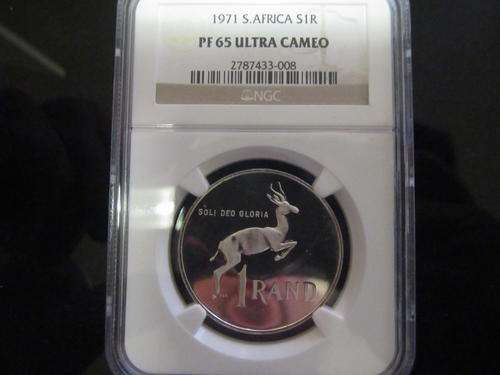 1971 S.AFRICA S1R
PF 65 ULTRA CAMEO
2787433-008
NGC
SOLI DEO GLORIA
1 RAND